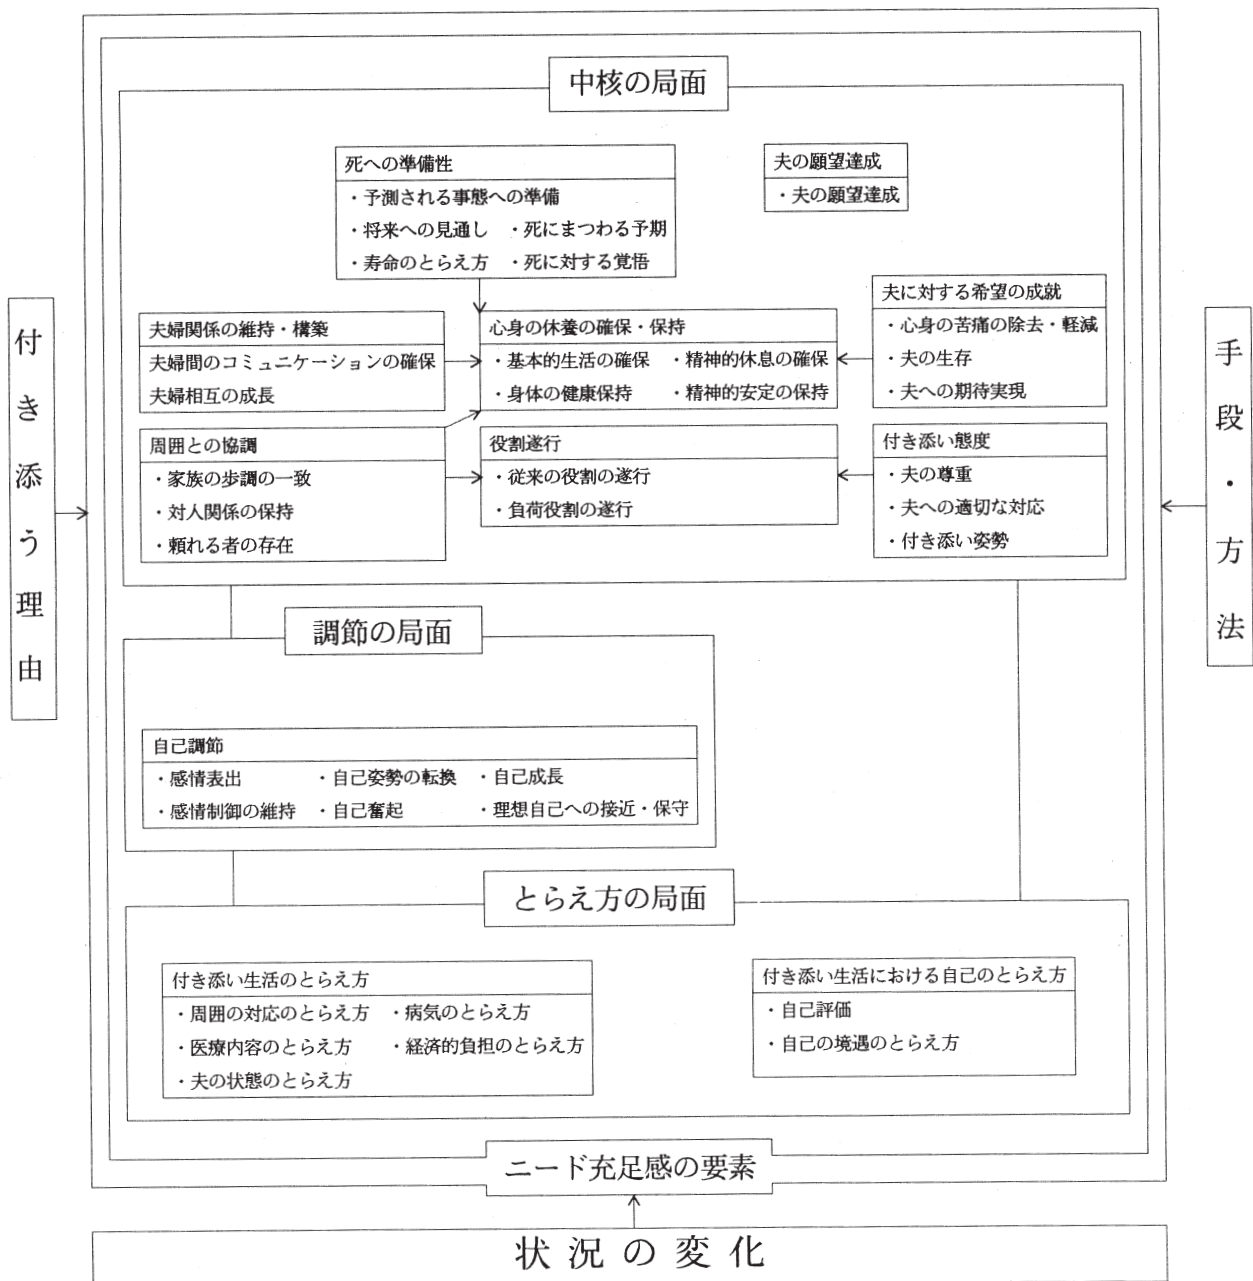 中核の局面
死への準備性
・予測される事態への準備
・将来への見通し ・死にまつわる予期
・寿命のとらえ方 ・死に対する覚悟
夫の願望達成
・夫の願望達成
夫婦関係の維持・構築
夫婦間のコミュニケーションの確保
夫婦相互の成長
心身の休養の確保・保持
・基本的生活の確保 ・精神的休息の確保
・身体の健康保持 ・精神的安定の保持
夫に対する希望の成就
・心身の苦痛の除去・軽減
・夫の生存
・夫への期待実現
周囲との協調
・家族の歩調の一致
・対人関係の保持
・頼れる者の存在
役割遂行
・従来の役割の遂行
・負荷役割の遂行
付き添い態度
・夫の尊重
・夫への適切な対応
・付き添い姿勢
付き添う理由
手段・方法
調節の局面
自己調節
・感情表出 ・自己姿勢の転換 ・自己成長
・感情制御の維持 ・自己奮起 ・理想自己への接近・保守
とらえ方の局面
付き添い生活のとらえ方
・周囲の対応のとらえ方 ・病気のとらえ方
・医療内容のとらえ方 ・経済的負担のとらえ方
・夫の状態のとらえ方
付き添い生活における自己のとらえ方
・自己評価
・自己の境遇のとらえ方
ニード充足感の要素
状況の変化